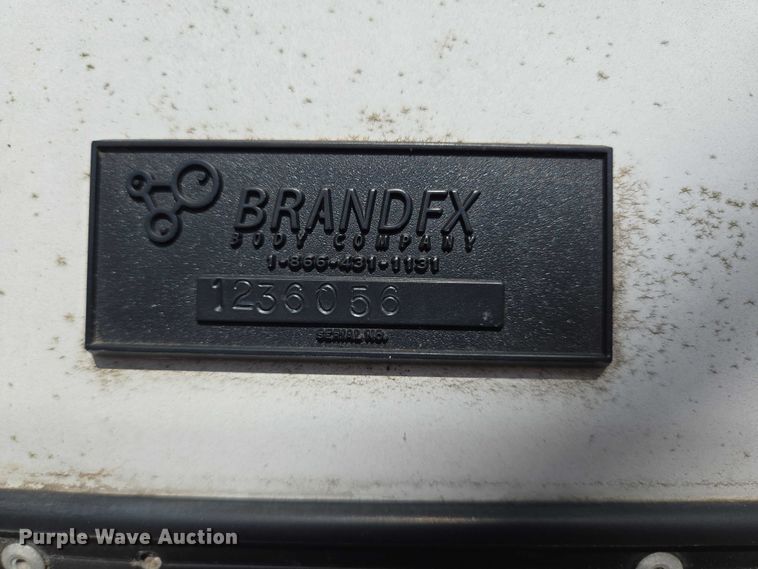 BRANDFX
BODY COMPANY
1-866-431-1131
1236056
SERIAL NO.
Purple Wave Auction